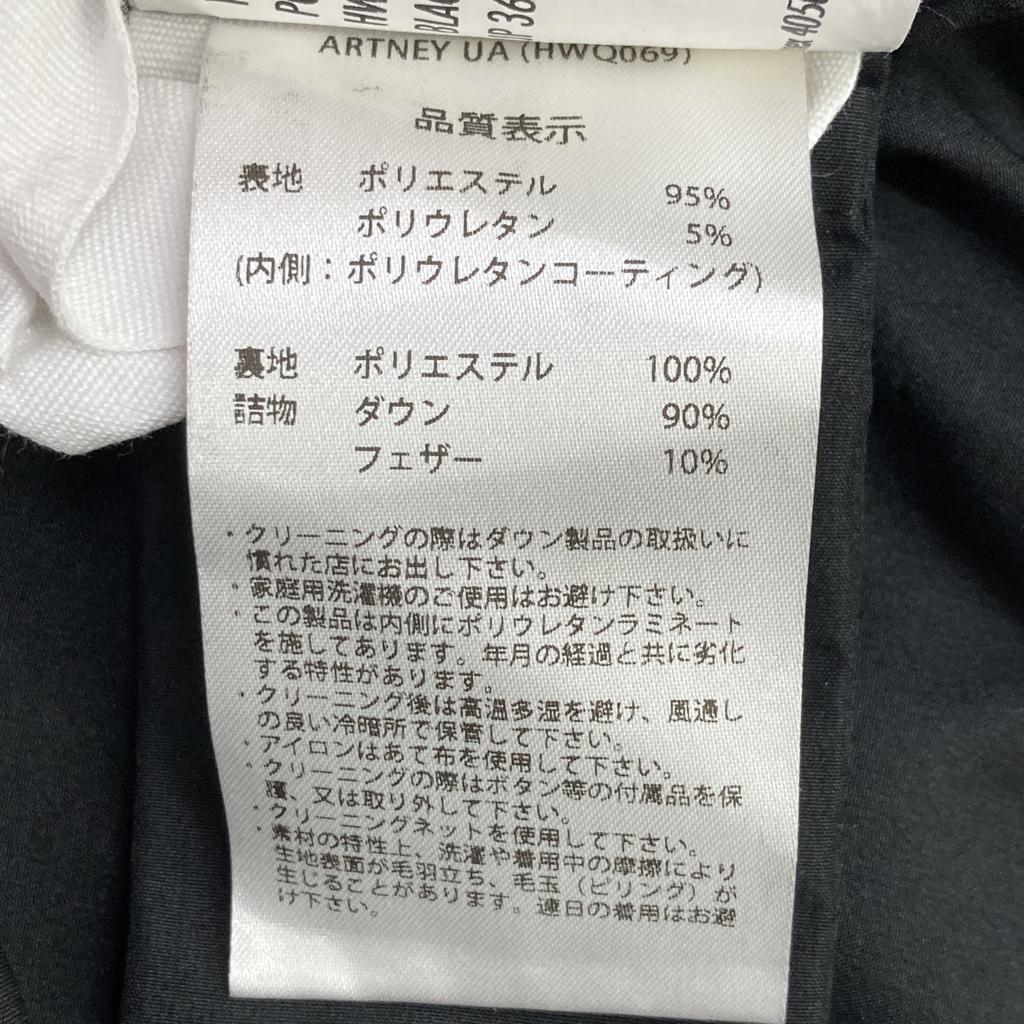 BLAC
P 36
ARTNEY UA (HWQ069)
品質表示
表地 ポリエステル 95%
ポリウレタン 5%
(内側：ポリウレタンコーティング)
裏地 ポリエステル 100%
詰物 ダウン 90%
フェザー 10%
・クリーニングの際はダウン製品の取扱いに
慣れた店にお出し下さい。
・家庭用洗濯機のご使用はお避け下さい。
・この製品は内側にポリウレタンラミネート
を施してあります。年月の経過と共に劣化
する特性があります。
・クリーニング後は高温多湿を避け、風通し
の良い冷暗所で保管して下さい。
・アイロンはあて布を使用して下さい。
・クリーニングの際はボタン等の付属品を保
護、又は取り外して下さい。
・クリーニングネットを使用して下さい。
・素材の特性上、洗濯や着用中の摩擦により
生地表面が毛羽立ち、毛玉（ピリング）が
生じることがあります。連日の着用はお避
け下さい。